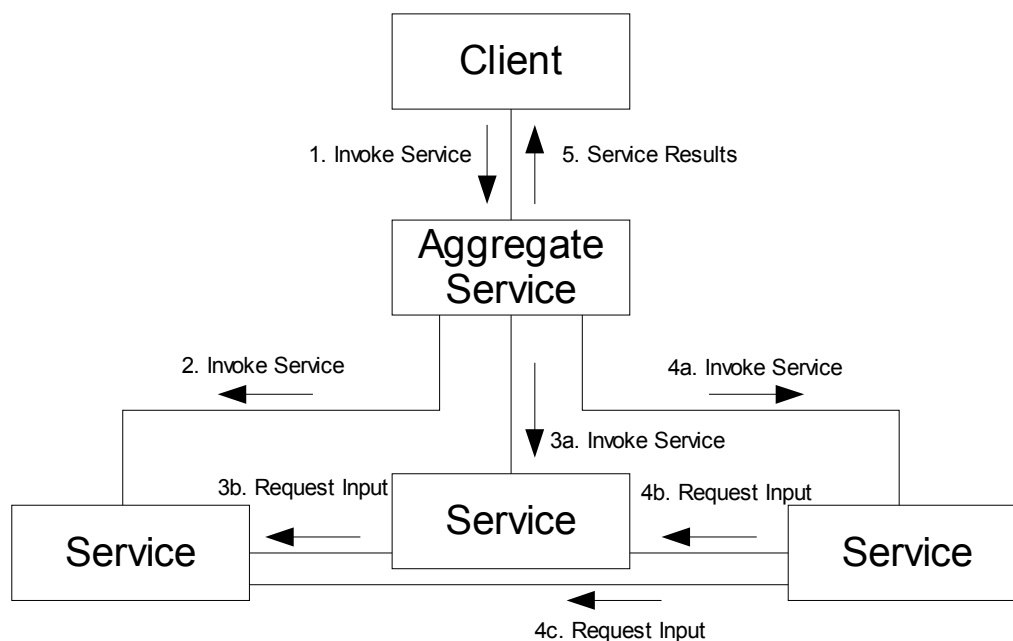 Client
1. Invoke Service
5. Service Results
Aggregate
Service
2. Invoke Service
4a. Invoke Service
3a. Invoke Service
3b. Request Input
4b. Request Input
Service
Service
Service
4c. Request Input